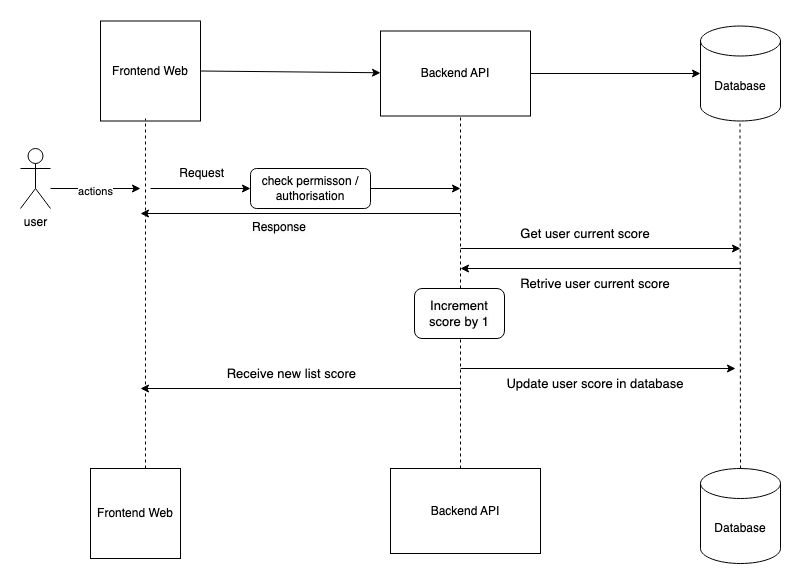 Frontend Web
Backend API
Database
Request
check permisson /
authorisation
actions
user
Response
Get user current score
Retrive user current score
Increment
score by 1
Receive new list score
Update user score in database
Frontend Web
Backend API
Database